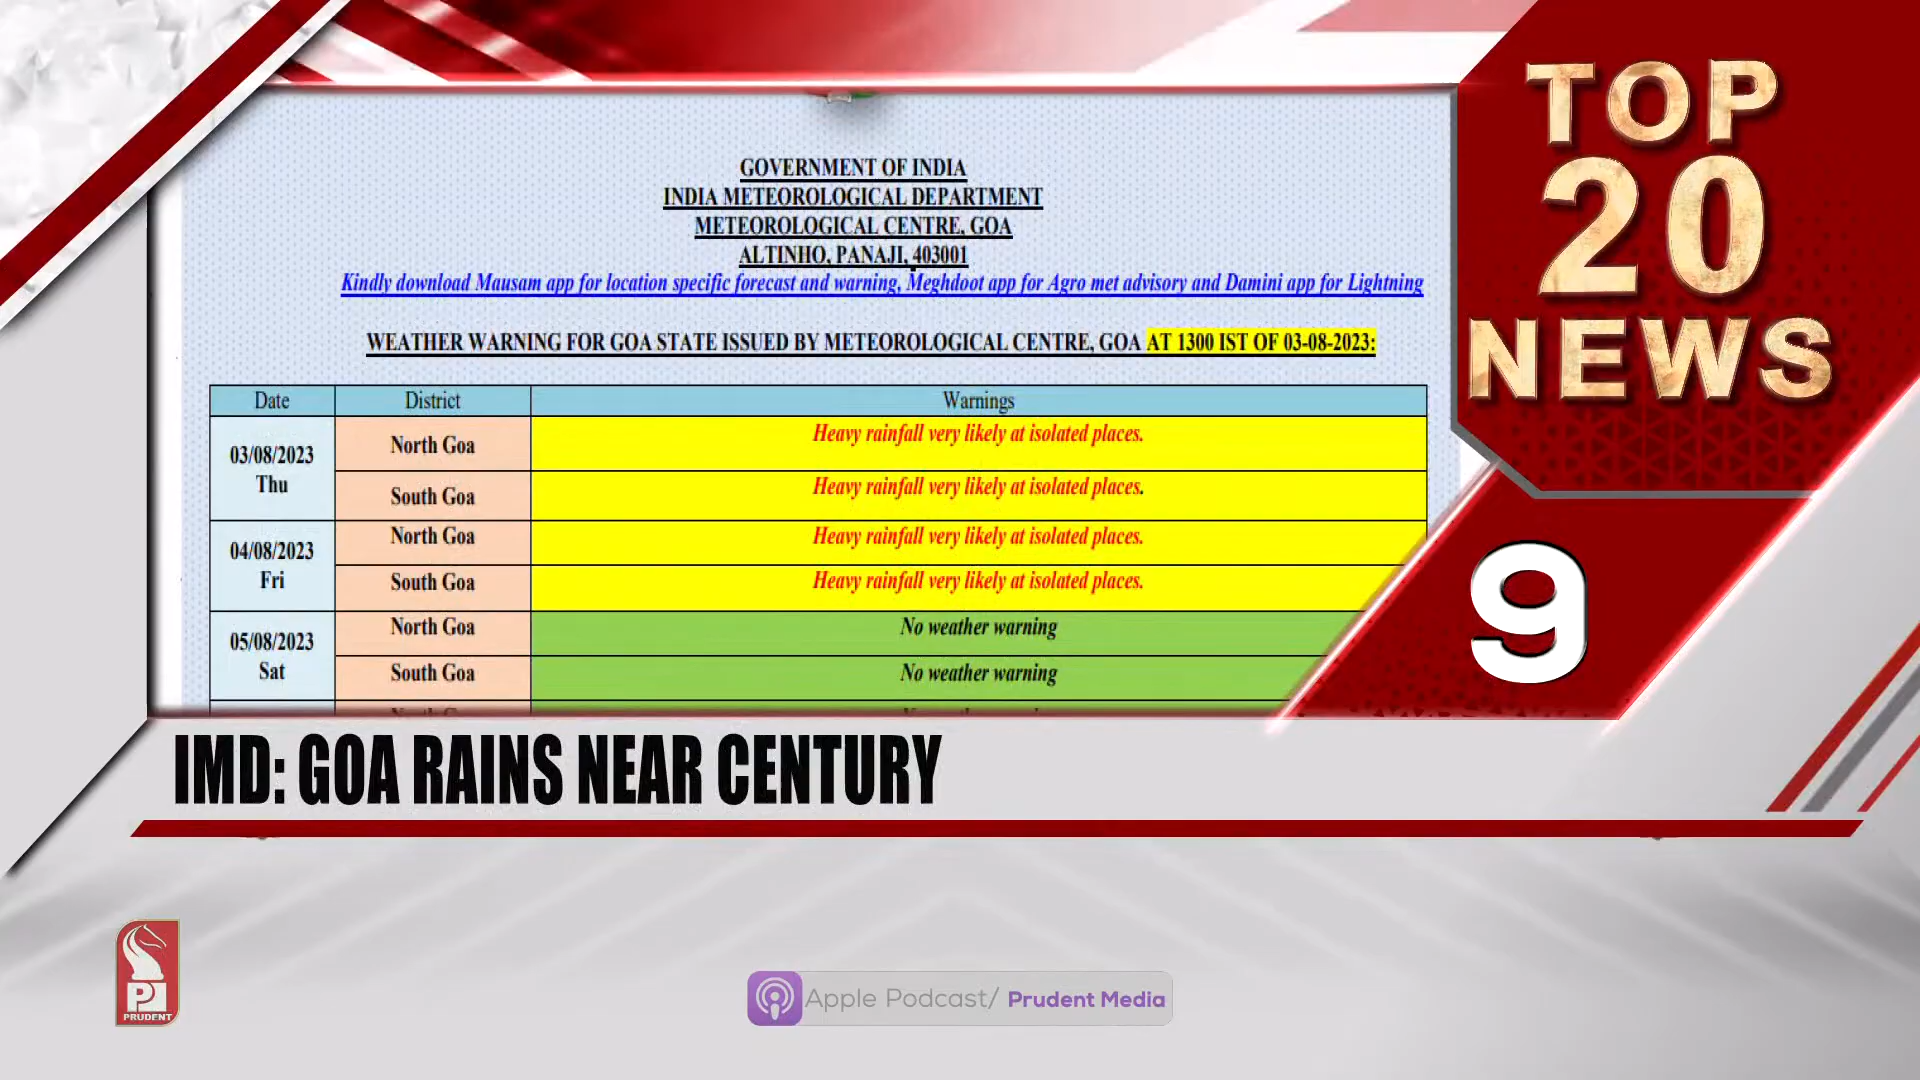 GOVERNMENT OF INDIA
INDIA METEOROLOGICAL DEPARTMENT
METEOROLOGICAL CENTRE, GOA
ALTINHO, PANAJI, 403001
Kindly download Mausam app for location specific forecast and warning, Meghdoot app for Agro met advisory and Damini app for Lightning
WEATHER WARNING FOR GOA STATE ISSUED BY METEOROLOGICAL CENTRE, GOA AT 1300 IST OF 03-08-2023:
Date District Warnings
03/08/2023 Thu North Goa Heavy rainfall very likely at isolated places.
South Goa Heavy rainfall very likely at isolated places.
04/08/2023 Fri North Goa Heavy rainfall very likely at isolated places.
South Goa Heavy rainfall very likely at isolated places.
05/08/2023 Sat North Goa No weather warning
South Goa No weather warning
TOP
20
NEWS
9
IMD: GOA RAINS NEAR CENTURY
PRUDENT
Apple Podcast/ Prudent Media